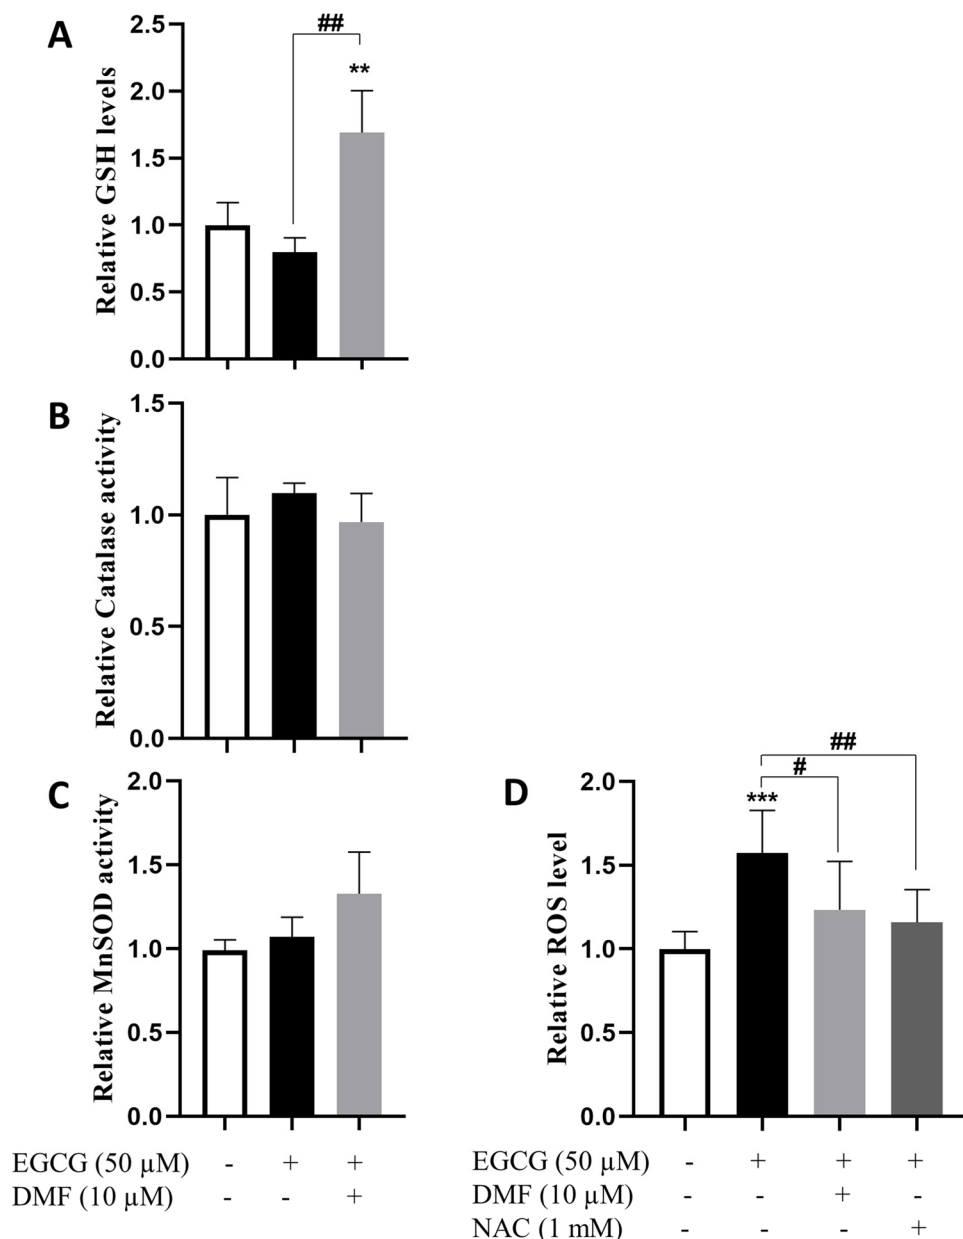 A
Relative GSH levels
2.5
2.0
1.5
1.0
0.5
0.0
##
**
B
Relative Catalase activity
1.5
1.0
0.5
0.0
C
Relative MnSOD activity
2.0
1.5
1.0
0.5
0.0
EGCG (50 µM) - + +
DMF (10 µM) - - +
D
Relative ROS level
2.0
1.5
1.0
0.5
0.0
##
#
***
EGCG (50 µM) - + + +
DMF (10 µM) - - + -
NAC (1 mM) - - - +